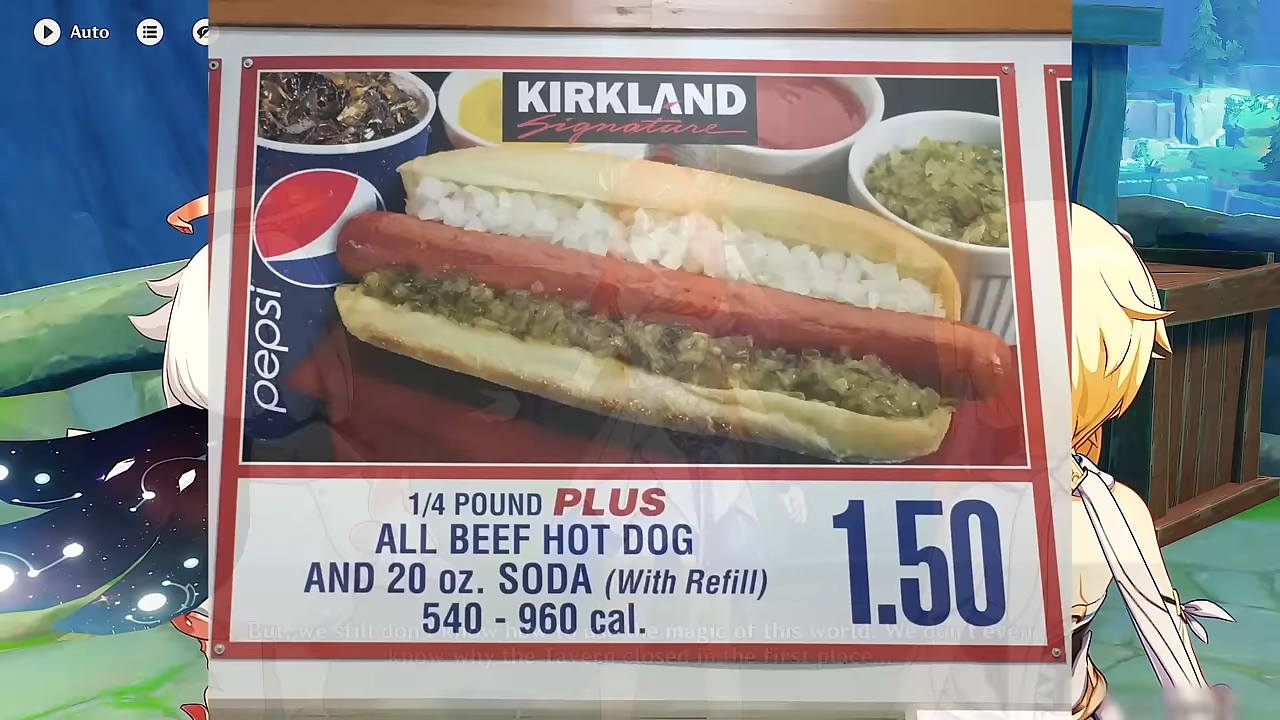 Auto
KIRKLAND
Signature
pepsi
1/4 POUND PLUS
ALL BEEF HOT DOG
AND 20 oz. SODA (With Refill)
1.50
540 - 960 cal.
But, we still don't know how to use the magic of this world. We don't even
know why the Tavern closed in the first place...